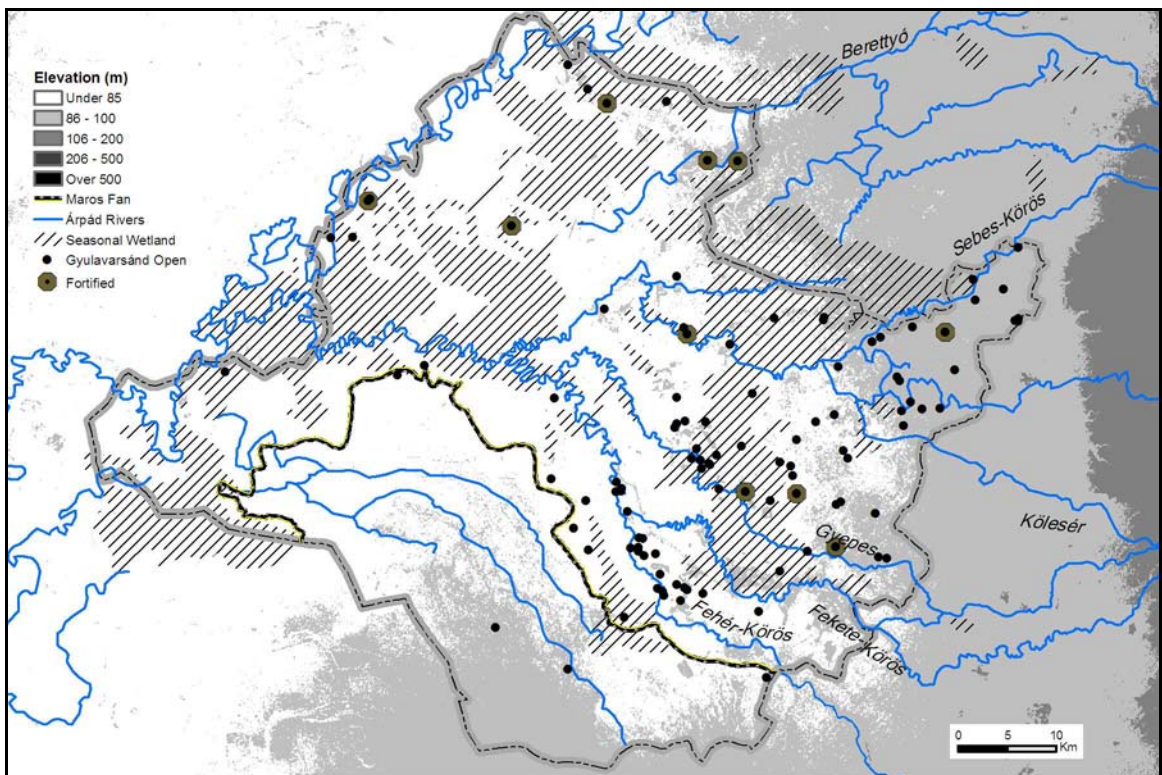 Elevation (m)
Under 85
86 - 100
106 - 200
206 - 500
Over 500
Maros Fan
Árpád Rivers
Seasonal Wetland
Gyulavarsánd Open
Fortified
Berettyó
Sebes-Körös
Kölesér
Gyepes
Fekete-Körös
Fehér-Körös
0 5 10
Km